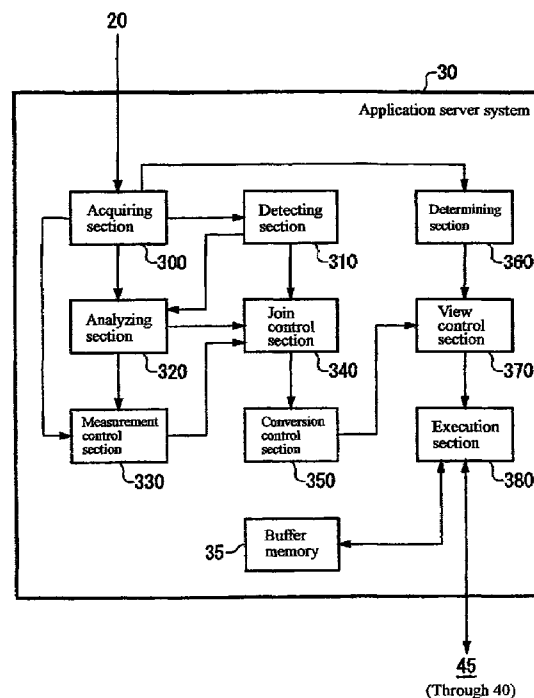 20
30
Application server system
Acquiring
section
300
Detecting
section
310
Determining
section
360
Analyzing
section
320
Join control
section
340
View
control
section
370
Measurement
control
section
330
Conversion
control
section
350
Execution
section
380
35
Buffer
memory
45
(Through 40)